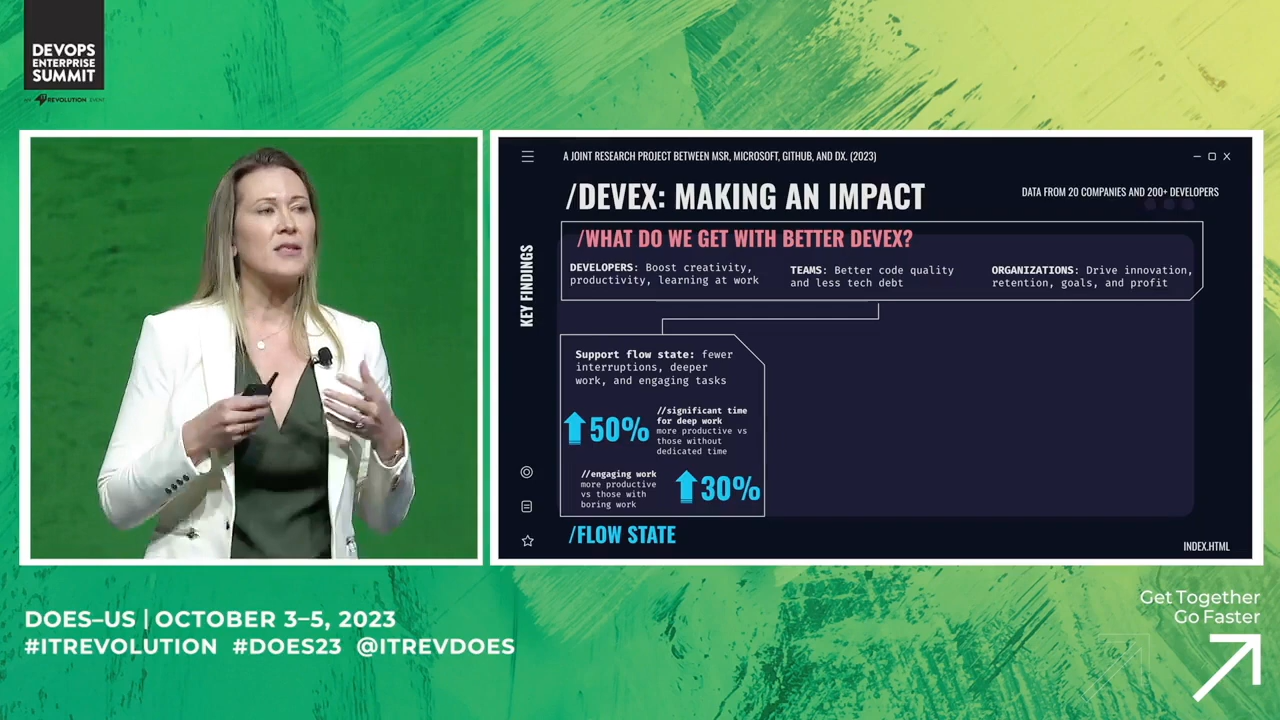 DEVOPS
ENTERPRISE
SUMMIT
REVOLUTION EVENT
A JOINT RESEARCH PROJECT BETWEEN MSR, MICROSOFT, GITHUB, AND DX. (2023)
/DEVEX: MAKING AN IMPACT
DATA FROM 20 COMPANIES AND 200+ DEVELOPERS
/WHAT DO WE GET WITH BETTER DEVEX?
DEVELOPERS: Boost creativity,
productivity, learning at work
TEAMS: Better code quality
and less tech debt
ORGANIZATIONS: Drive innovation,
retention, goals, and profit
KEY FINDINGS
Support flow state: fewer
interruptions, deeper
work, and engaging tasks
50%
//significant time
for deep work
more productive vs
those without
dedicated time
//engaging work
more productive
vs those with
boring work
30%
/FLOW STATE
INDEX.HTML
DOES–US | OCTOBER 3–5, 2023
#ITREVOLUTION #DOES23 @ITREVDOES
Get Together
Go Faster